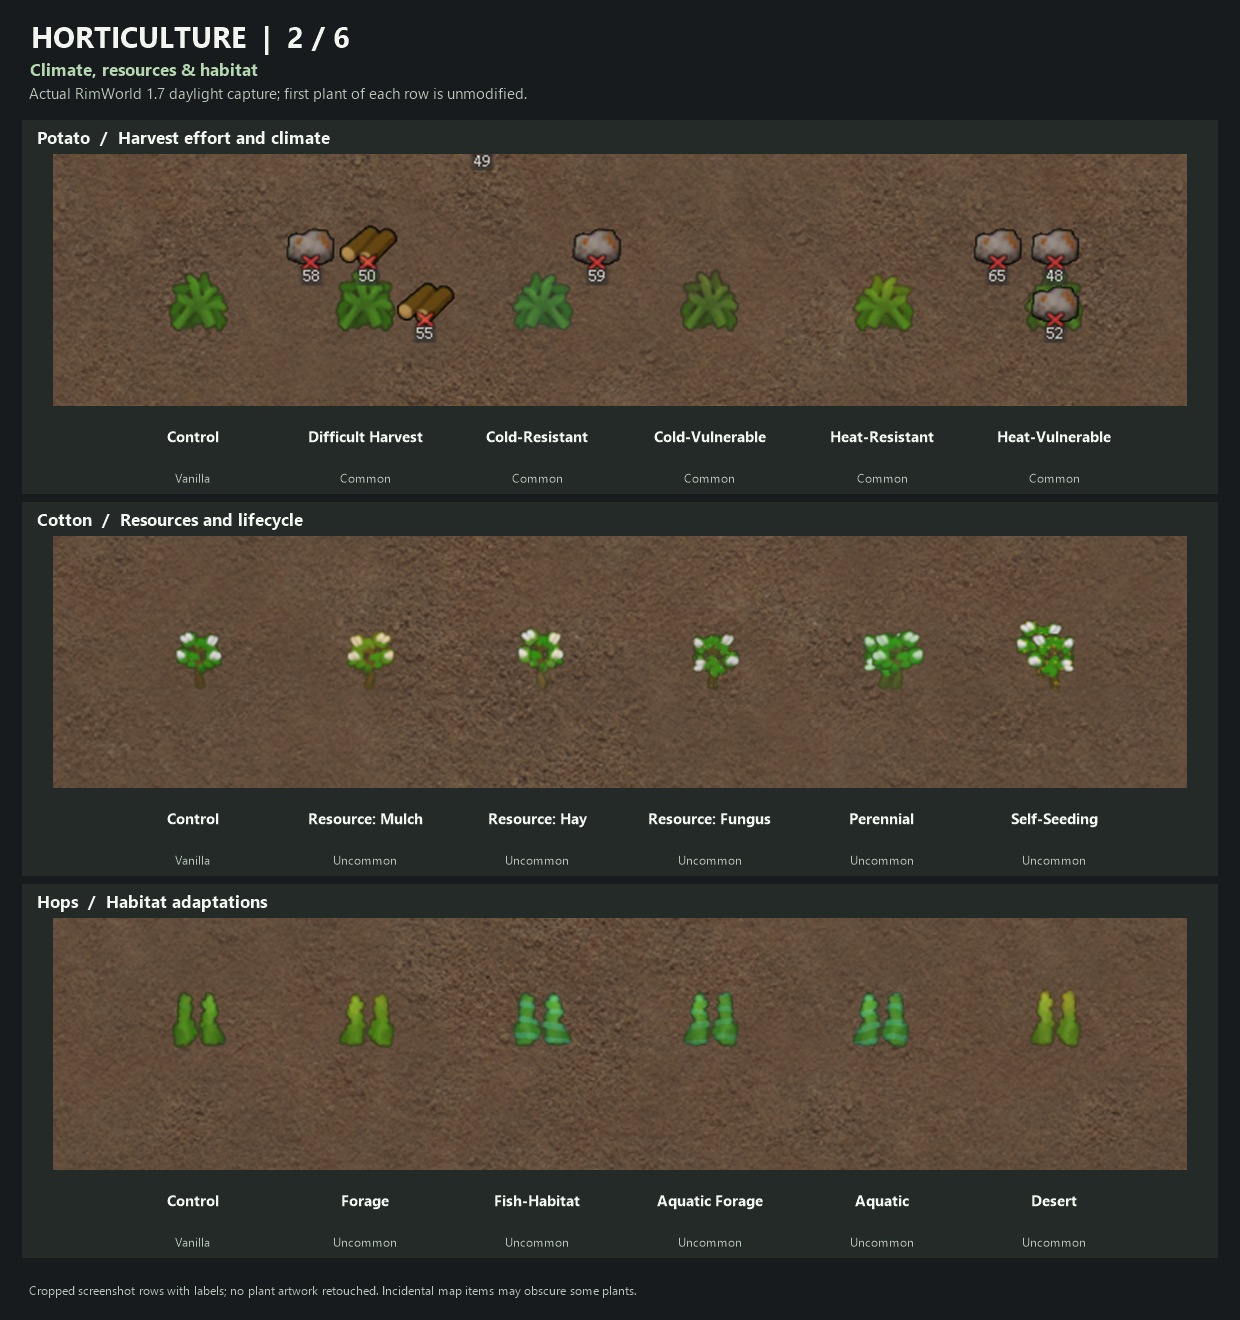 HORTICULTURE | 2 / 6
Climate, resources & habitat
Actual RimWorld 1.7 daylight capture; first plant of each row is unmodified.
Potato / Harvest effort and climate
49
58 50 59 65 48
55 52
Control Difficult Harvest Cold-Resistant Cold-Vulnerable Heat-Resistant Heat-Vulnerable
Vanilla Common Common Common Common Common
Cotton / Resources and lifecycle
Control Resource: Mulch Resource: Hay Resource: Fungus Perennial Self-Seeding
Vanilla Uncommon Uncommon Uncommon Uncommon Uncommon
Hops / Habitat adaptations
Control Forage Fish-Habitat Aquatic Forage Aquatic Desert
Vanilla Uncommon Uncommon Uncommon Uncommon Uncommon
Cropped screenshot rows with labels; no plant artwork retouched. Incidental map items may obscure some plants.